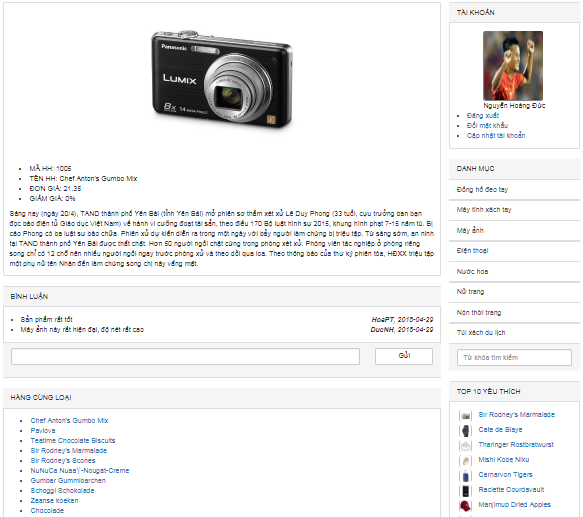 Panasonic
LUMIX
8x
14
MÃ HH: 1005
TÊN HH: Chef Anton's Gumbo Mix
ĐƠN GIÁ: 21.35
GIẢM GIÁ: 0%
Sáng nay (ngày 20/4), TAND thành phố Yên Bái (tỉnh Yên Bái) mở phiên sơ thẩm xét xử Lê Duy Phong (33 tuổi, cựu trưởng ban bạn
đọc báo điện tử Giáo dục Việt Nam) về hành vi cưỡng đoạt tài sản, theo điều 170 Bộ luật hình sự 2015, khung hình phạt 7-15 năm tù. Bị
cáo Phong có ba luật sư bào chữa. Phiên xử dự kiến diễn ra trong một ngày với bảy người làm chứng bị triệu tập. Từ sáng sớm, an ninh
tại TAND thành phố Yên Bái được thắt chặt. Hơn 50 người ngồi chật cứng trong phòng xét xử. Phóng viên tác nghiệp ở phòng riêng
song chỉ có 12 chỗ nên nhiều người ngồi ngay trước phòng xử và theo dõi qua loa. Theo thông báo của thư ký phiên tòa, HĐXX triệu tập
một phụ nữ tên Nhàn đến làm chứng song chị này vắng mặt.
BÌNH LUẬN
Sản phẩm rất tốt HoaPT, 2018-04-29
Máy ảnh này rất hiện đại, độ nét rất cao DucNH, 2018-04-29
Gửi
HÀNG CÙNG LOẠI
Chef Anton's Gumbo Mix
Pavlova
Teatime Chocolate Biscuits
Sir Rodney's Marmalade
Sir Rodney's Scones
NuNuCa Nuaa'/-Nougat-Creme
Gumbar Gummibarchen
Schoggi Schokolade
Zaanse koeken
Chocolade
TÀI KHOẢN
Nguyễn Hoàng Đức
Đăng xuất
Đổi mật khẩu
Cập nhật tài khoản
DANH MỤC
Đồng hồ đeo tay
Máy tính xách tay
Máy ảnh
Điện thoại
Nước hoa
Nữ trang
Nón thời trang
Túi xách du lịch
Từ khóa tìm kiếm
TOP 10 YÊU THÍCH
Sir Rodney's Marmalade
Cate de Blaye
Tharinger Rostbratwurst
Mishi Kobe Niku
Carnarvon Tigers
Raclette Courdavault
Manjimup Dried Apples